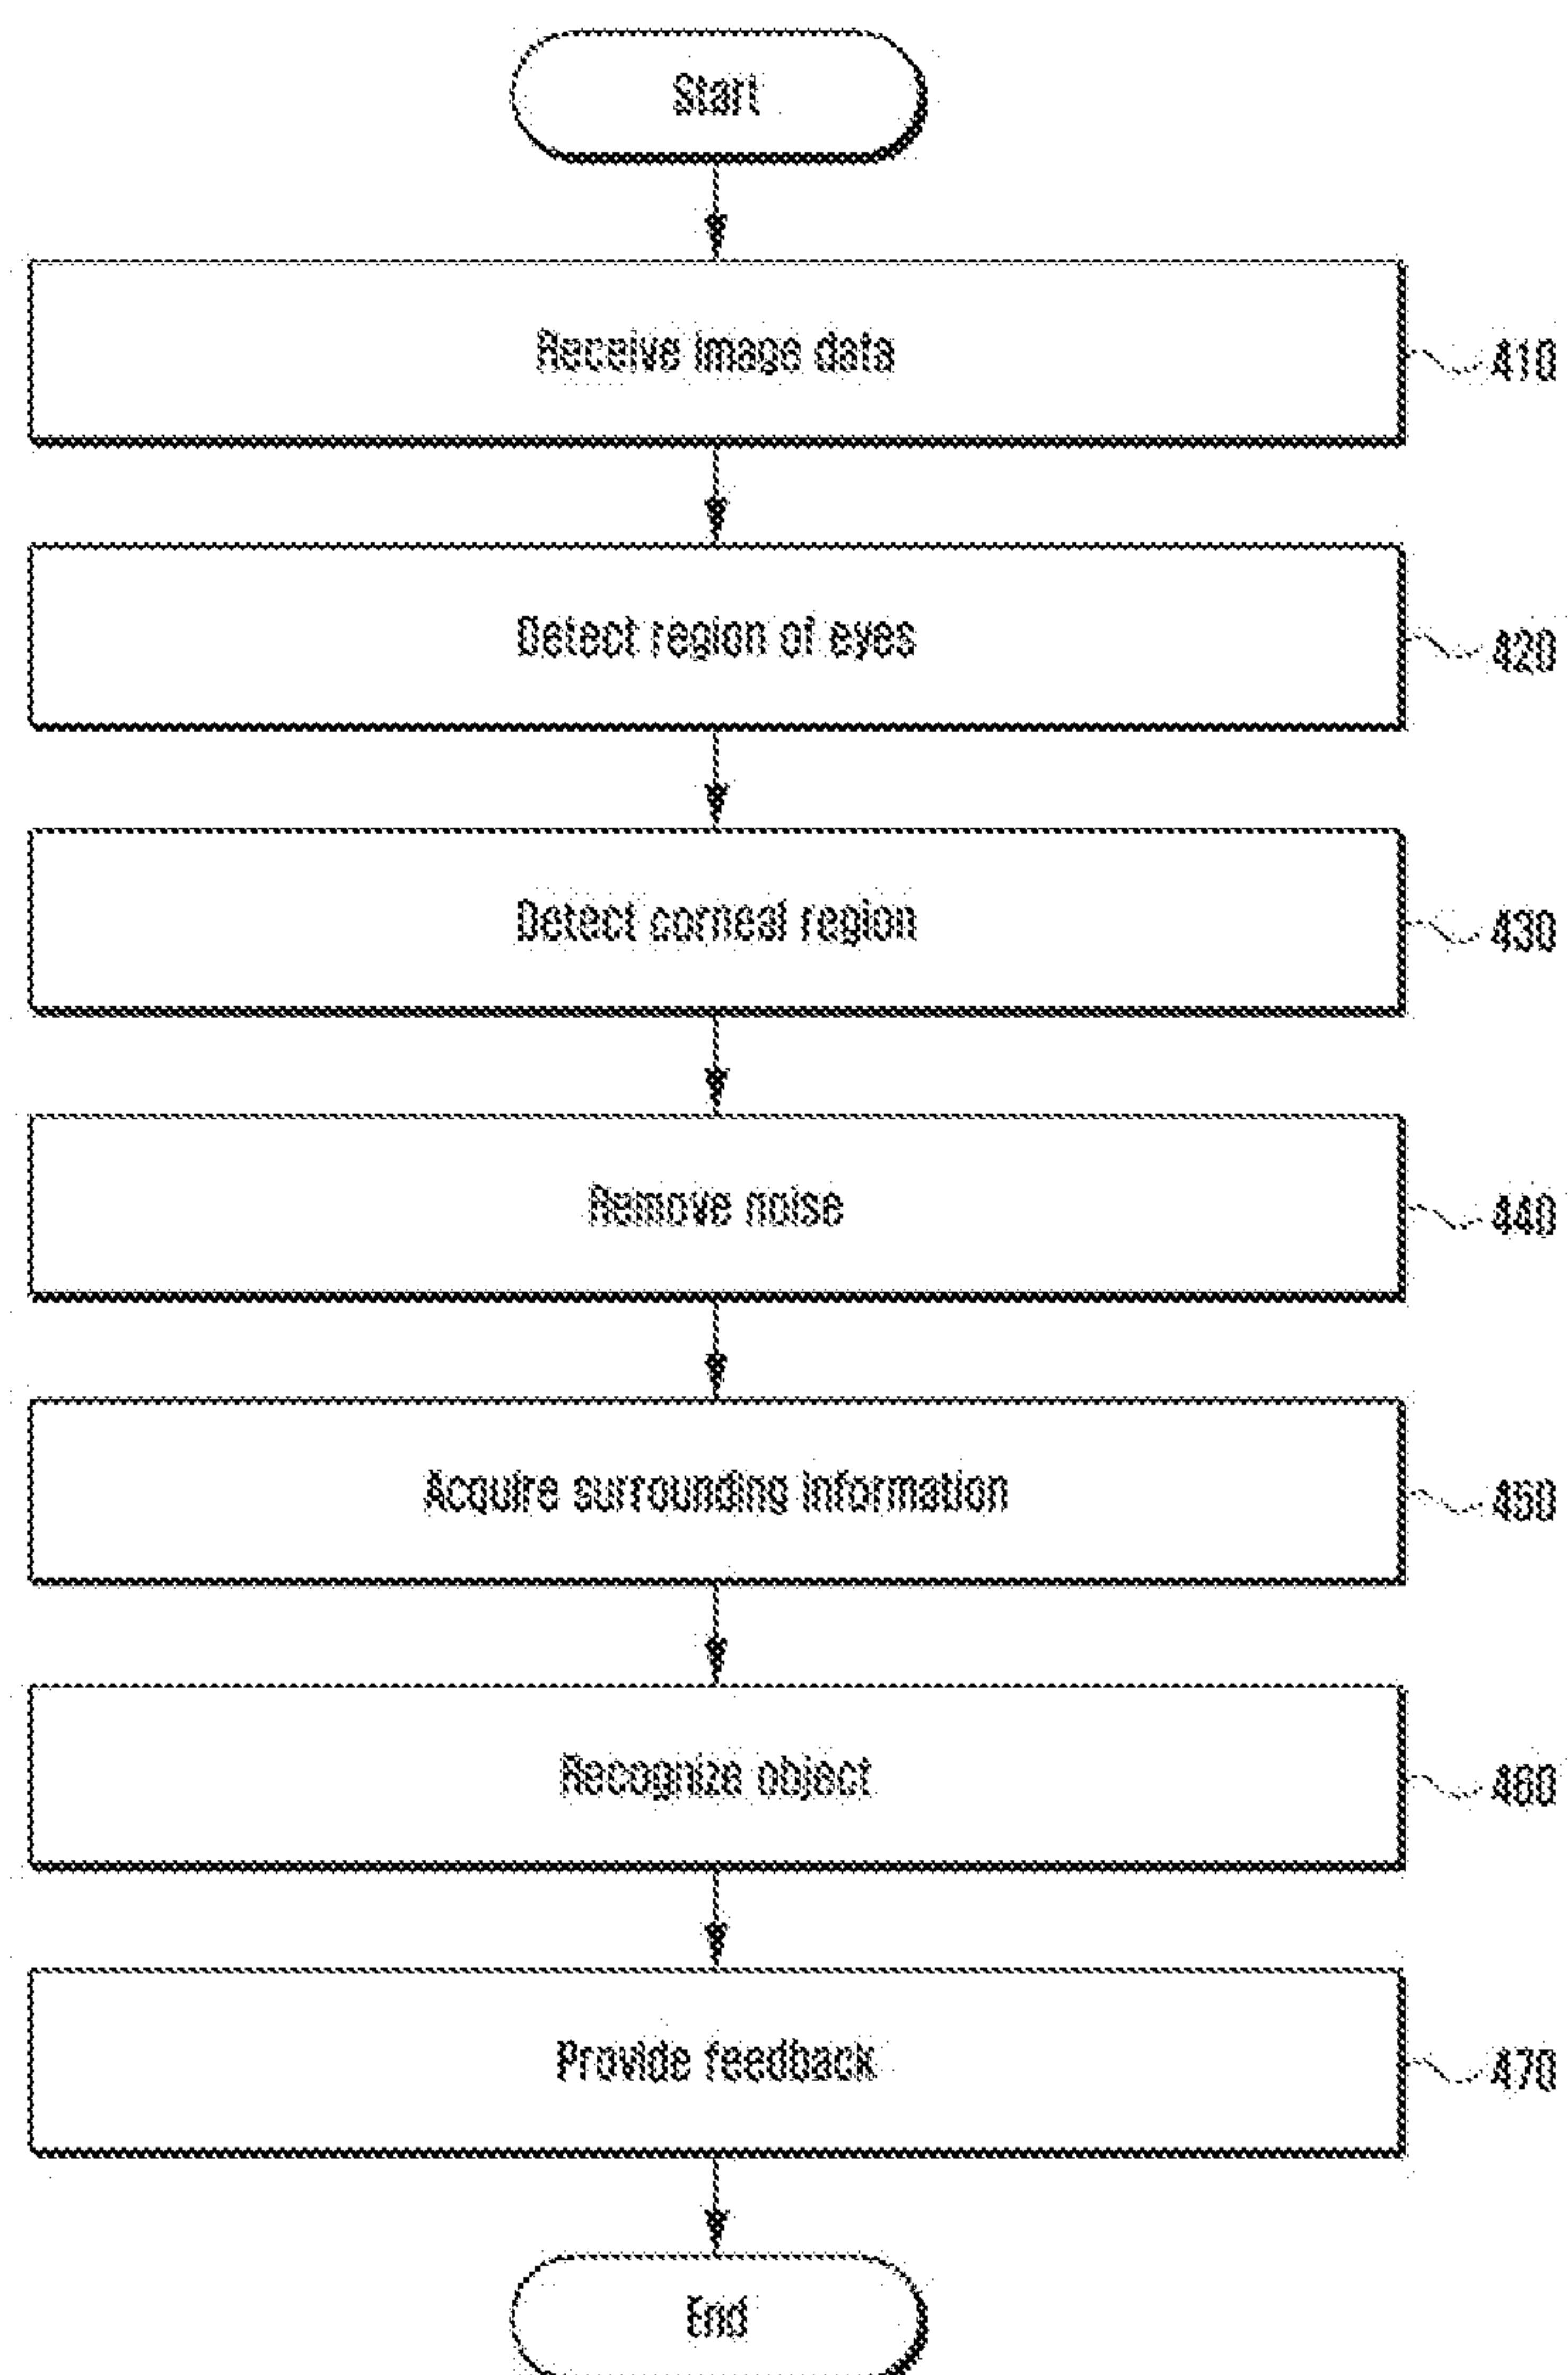 Start
Receive image data
410
Detect region of eyes
420
Detect corneal region
430
Remove noise
440
Acquire surrounding information
450
Recognize object
460
Provide feedback
470
End